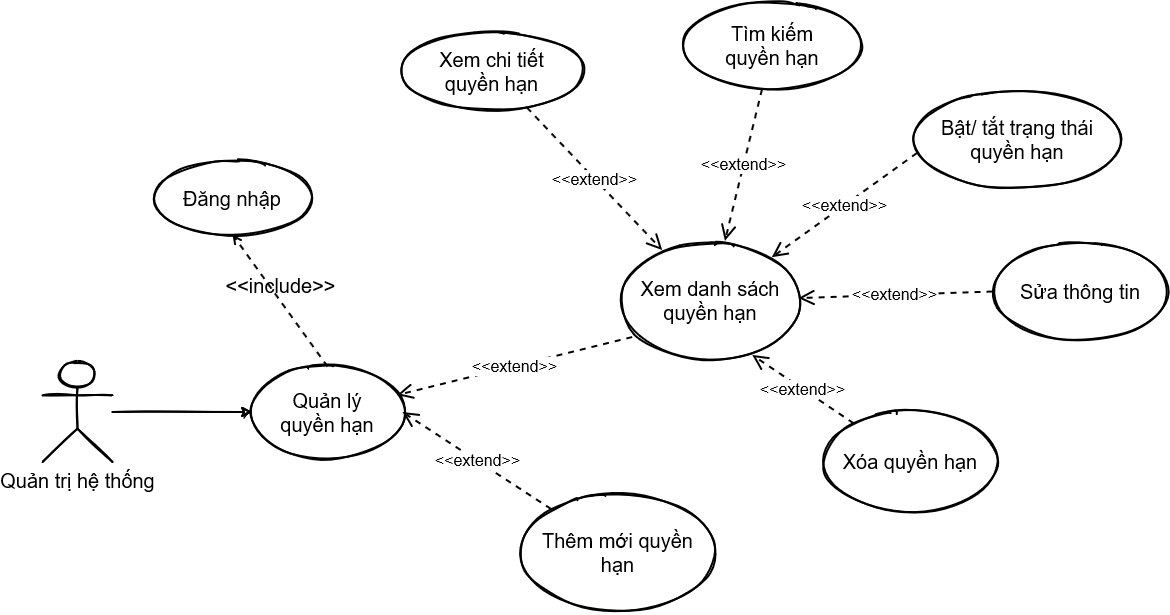 Tìm kiếm
quyền hạn
Xem chi tiết
quyền hạn
Bật/ tắt trạng thái
quyền hạn
<<extend>>
<<extend>>
<<extend>>
Đăng nhập
<<include>>
Xem danh sách
quyền hạn
<<extend>>
Sửa thông tin
<<extend>>
<<extend>>
Quản lý
quyền hạn
<<extend>>
Xóa quyền hạn
Quản trị hệ thống
Thêm mới quyền
hạn